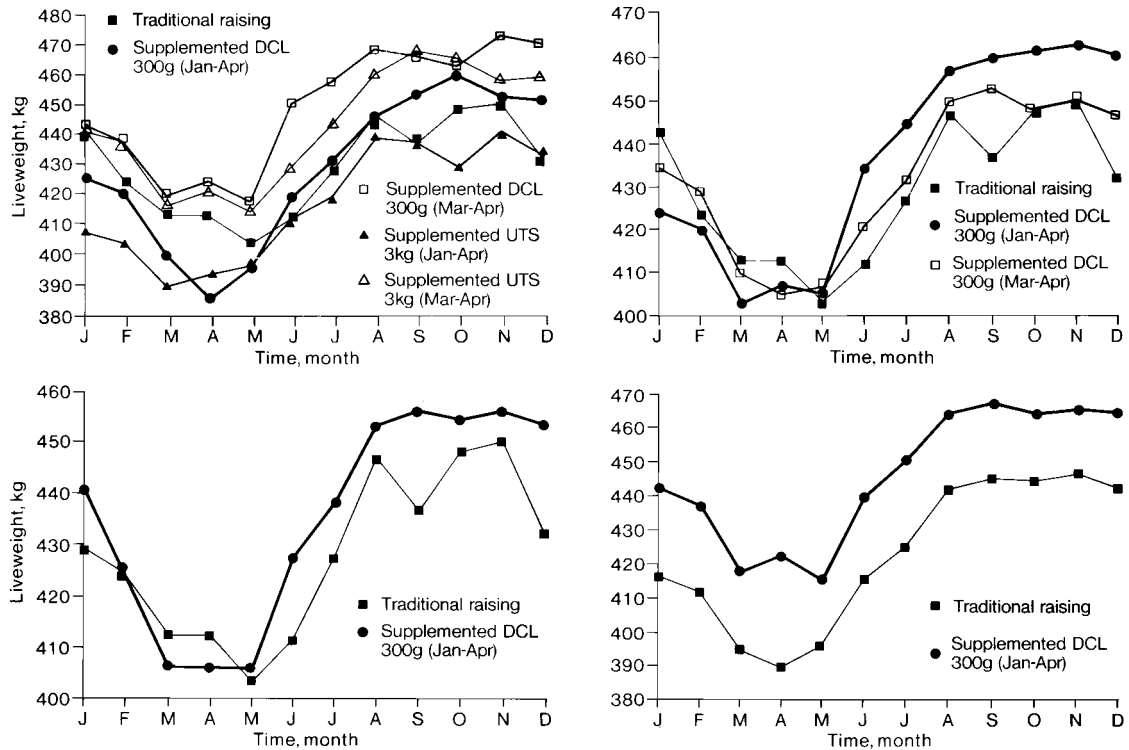 Liveweight, kg
480
470
460
450
440
430
420
410
400
390
380
Traditional raising
Supplemented DCL
300g (Jan-Apr)
Supplemented DCL
300g (Mar-Apr)
Supplemented UTS
3kg (Jan-Apr)
Supplemented UTS
3kg (Mar-Apr)
J F M A M J J A S O N D
Time, month
470
460
450
440
430
420
410
400
Traditional raising
Supplemented DCL
300g (Jan-Apr)
Supplemented DCL
300g (Mar-Apr)
J F M A M J J A S O N D
Time, month
Liveweight, kg
460
450
440
430
420
410
400
Traditional raising
Supplemented DCL
300g (Jan-Apr)
J F M A M J J A S O N D
Time, month
470
460
450
440
430
420
410
400
390
380
Traditional raising
Supplemented DCL
300g (Jan-Apr)
J F M A M J J A S O N D
Time, month